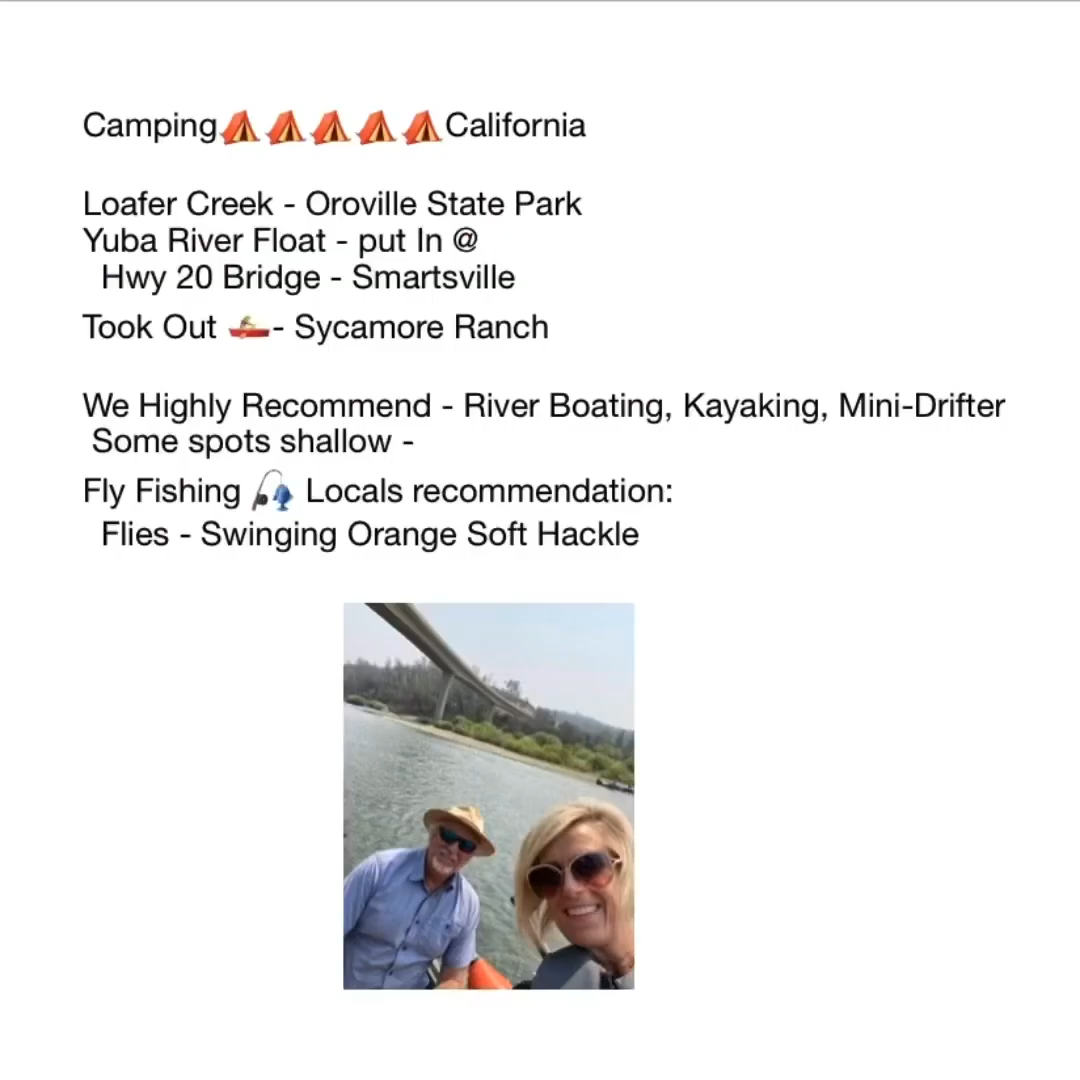 Camping⛺⛺⛺⛺⛺California
Loafer Creek - Oroville State Park
Yuba River Float - put In @
Hwy 20 Bridge - Smartsville
Took Out 🚣- Sycamore Ranch
We Highly Recommend - River Boating, Kayaking, Mini-Drifter
Some spots shallow -
Fly Fishing 🎣 Locals recommendation:
Flies - Swinging Orange Soft Hackle